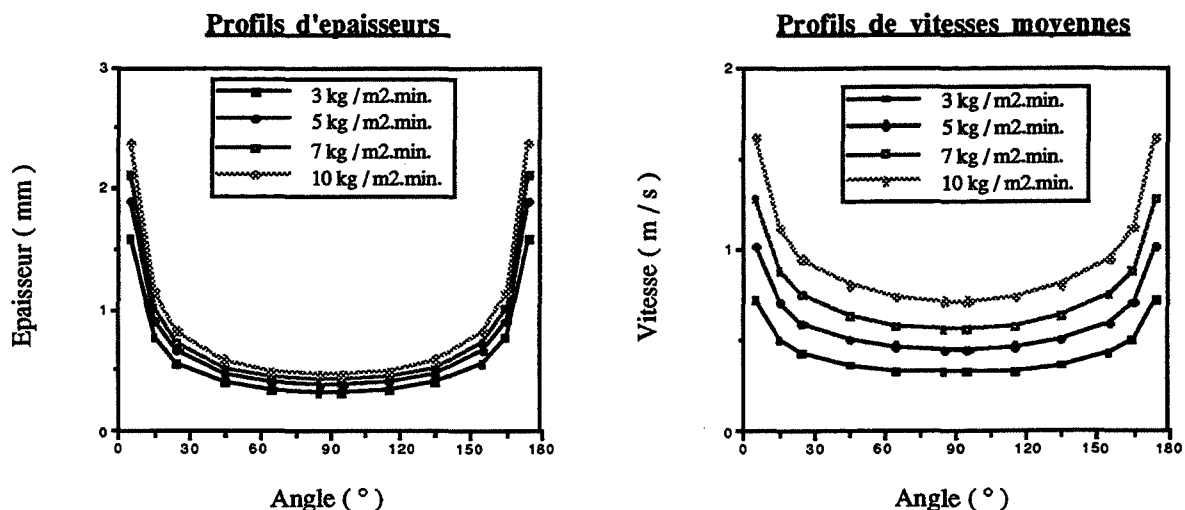 Profils d'epaisseurs
3
2
1
0
0 30 60 90 120 150 180
Epaisseur ( mm )
Angle ( ° )
3 kg / m2.min.
5 kg / m2.min.
7 kg / m2.min.
10 kg / m2.min.
Profils de vitesses moyennes
2
1
0
0 30 60 90 120 150 180
Vitesse ( m / s )
Angle ( ° )
3 kg / m2.min.
5 kg / m2.min.
7 kg / m2.min.
10 kg / m2.min.